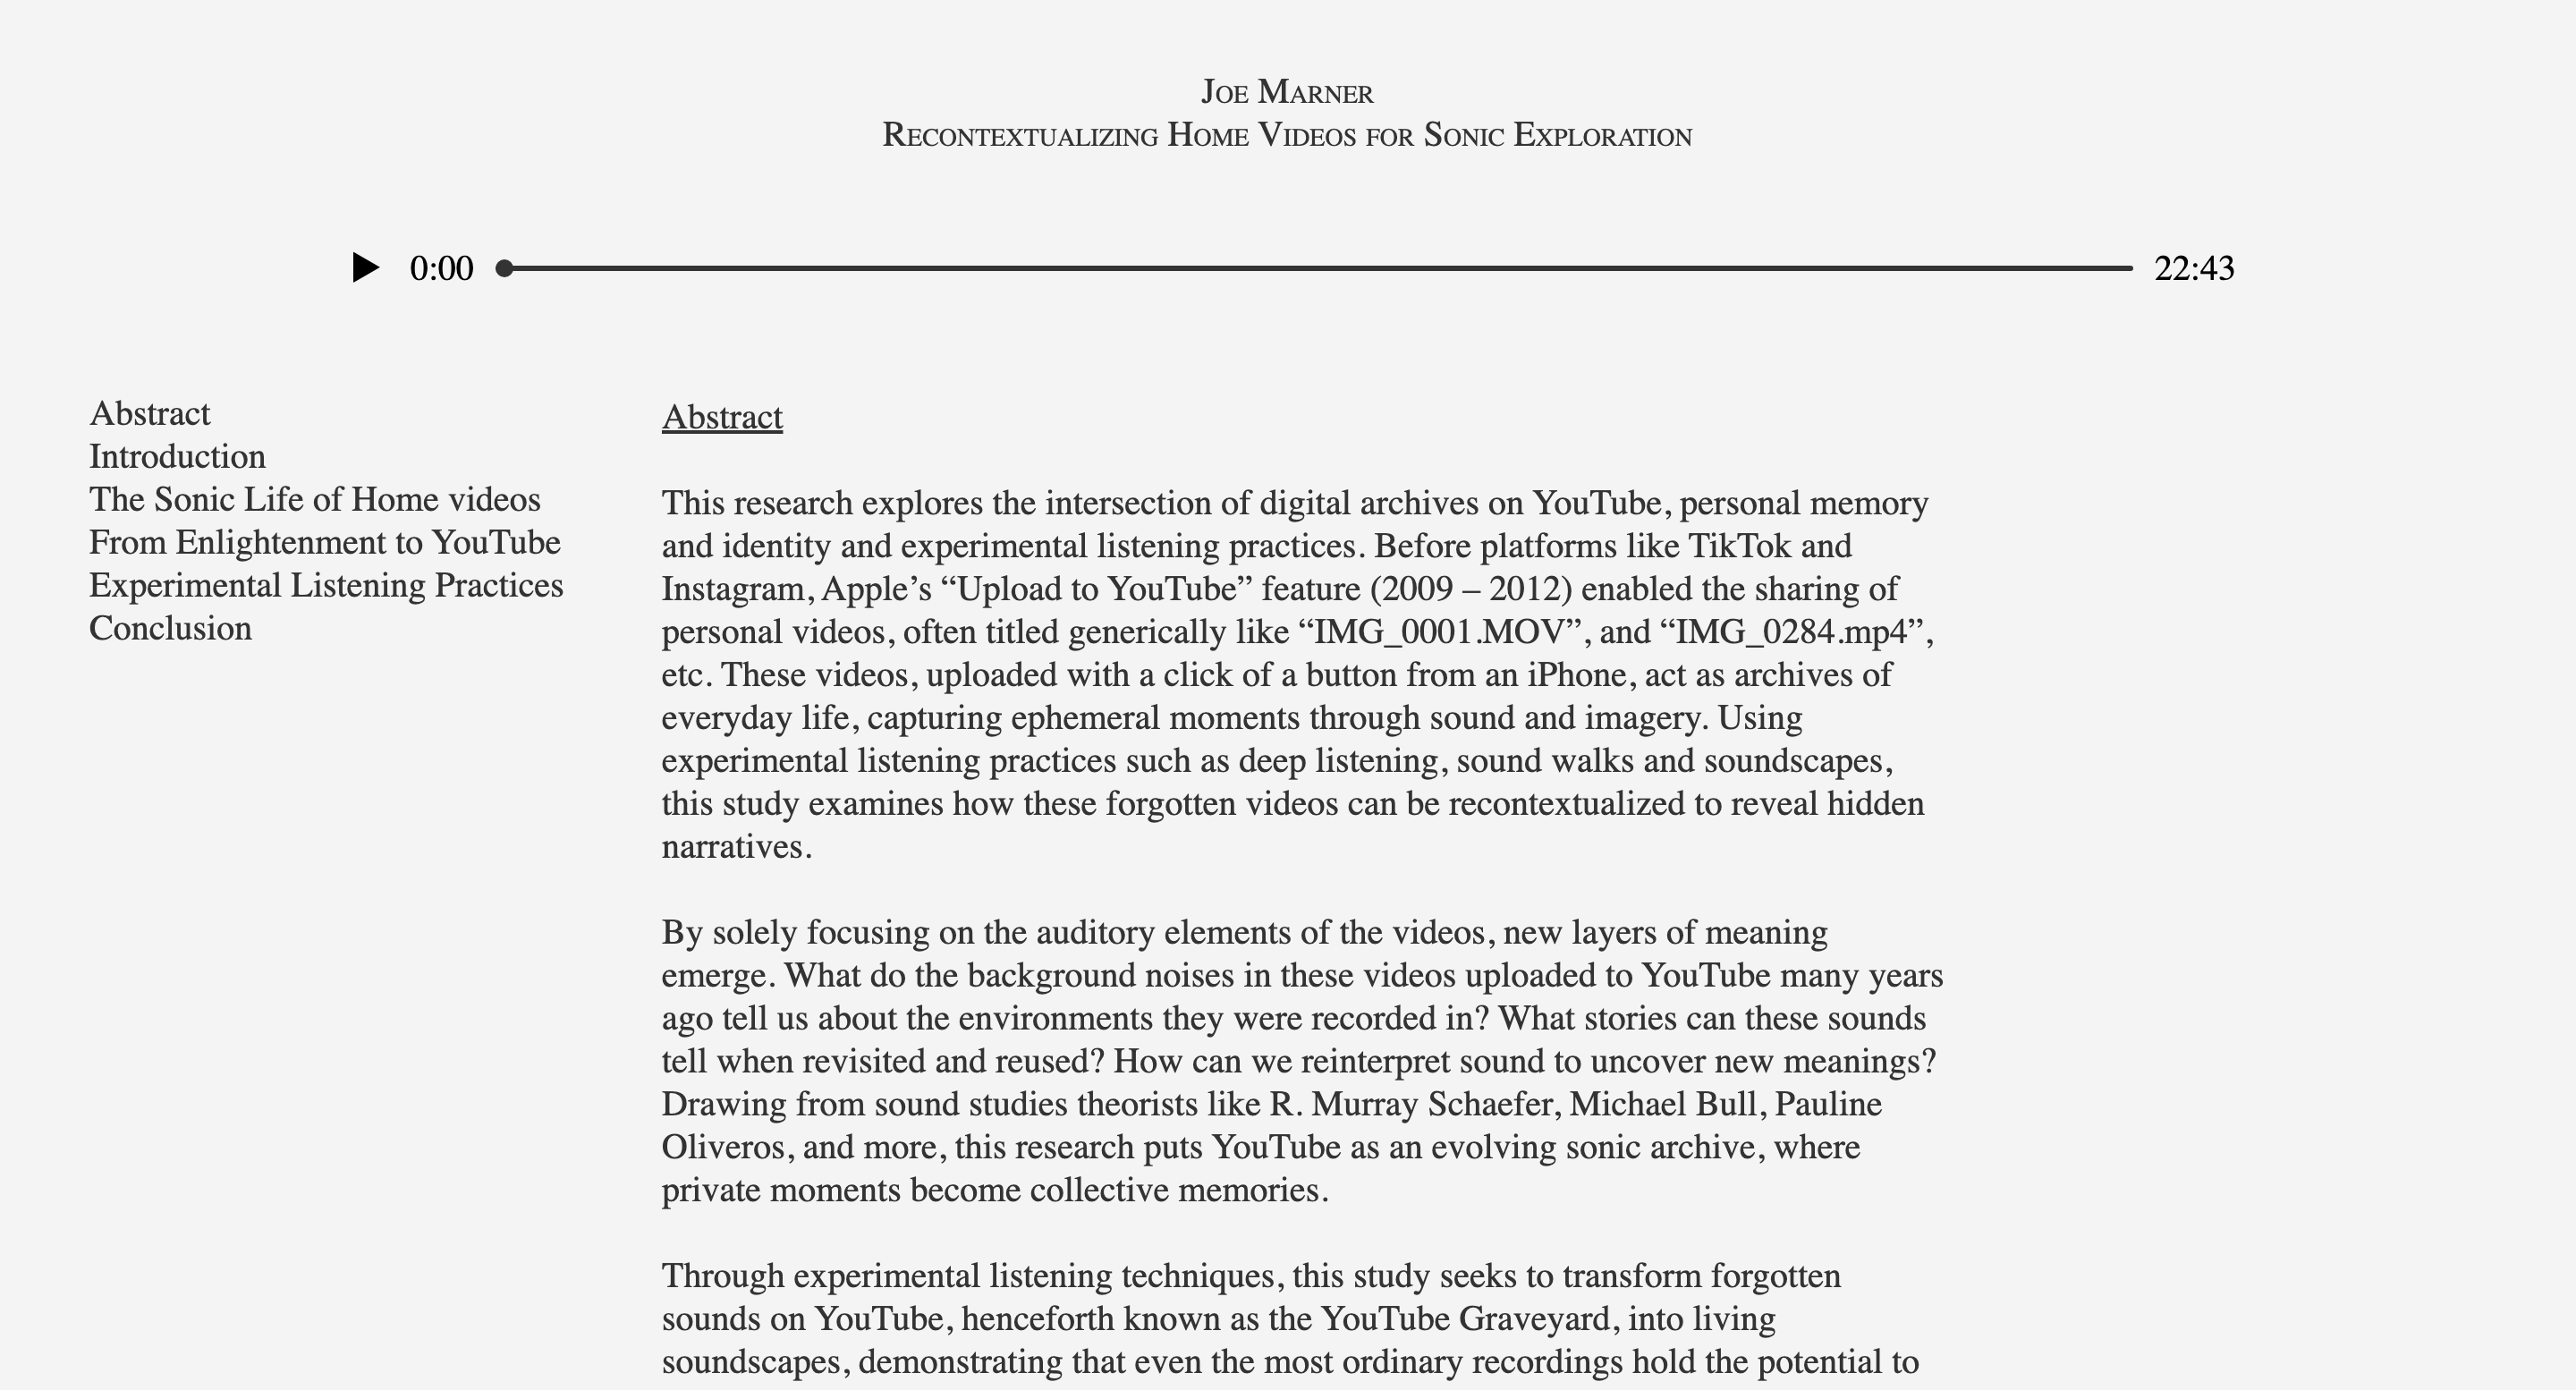 Joe Marner
Recontextualizing Home Videos for Sonic Exploration
0:00
22:43
Abstract
Introduction
The Sonic Life of Home videos
From Enlightenment to YouTube
Experimental Listening Practices
Conclusion
Abstract
This research explores the intersection of digital archives on YouTube, personal memory
and identity and experimental listening practices. Before platforms like TikTok and
Instagram, Apple’s “Upload to YouTube” feature (2009 – 2012) enabled the sharing of
personal videos, often titled generically like “IMG_0001.MOV”, and “IMG_0284.mp4”,
etc. These videos, uploaded with a click of a button from an iPhone, act as archives of
everyday life, capturing ephemeral moments through sound and imagery. Using
experimental listening practices such as deep listening, sound walks and soundscapes,
this study examines how these forgotten videos can be recontextualized to reveal hidden
narratives.
By solely focusing on the auditory elements of the videos, new layers of meaning
emerge. What do the background noises in these videos uploaded to YouTube many years
ago tell us about the environments they were recorded in? What stories can these sounds
tell when revisited and reused? How can we reinterpret sound to uncover new meanings?
Drawing from sound studies theorists like R. Murray Schaefer, Michael Bull, Pauline
Oliveros, and more, this research puts YouTube as an evolving sonic archive, where
private moments become collective memories.
Through experimental listening techniques, this study seeks to transform forgotten
sounds on YouTube, henceforth known as the YouTube Graveyard, into living
soundscapes, demonstrating that even the most ordinary recordings hold the potential to